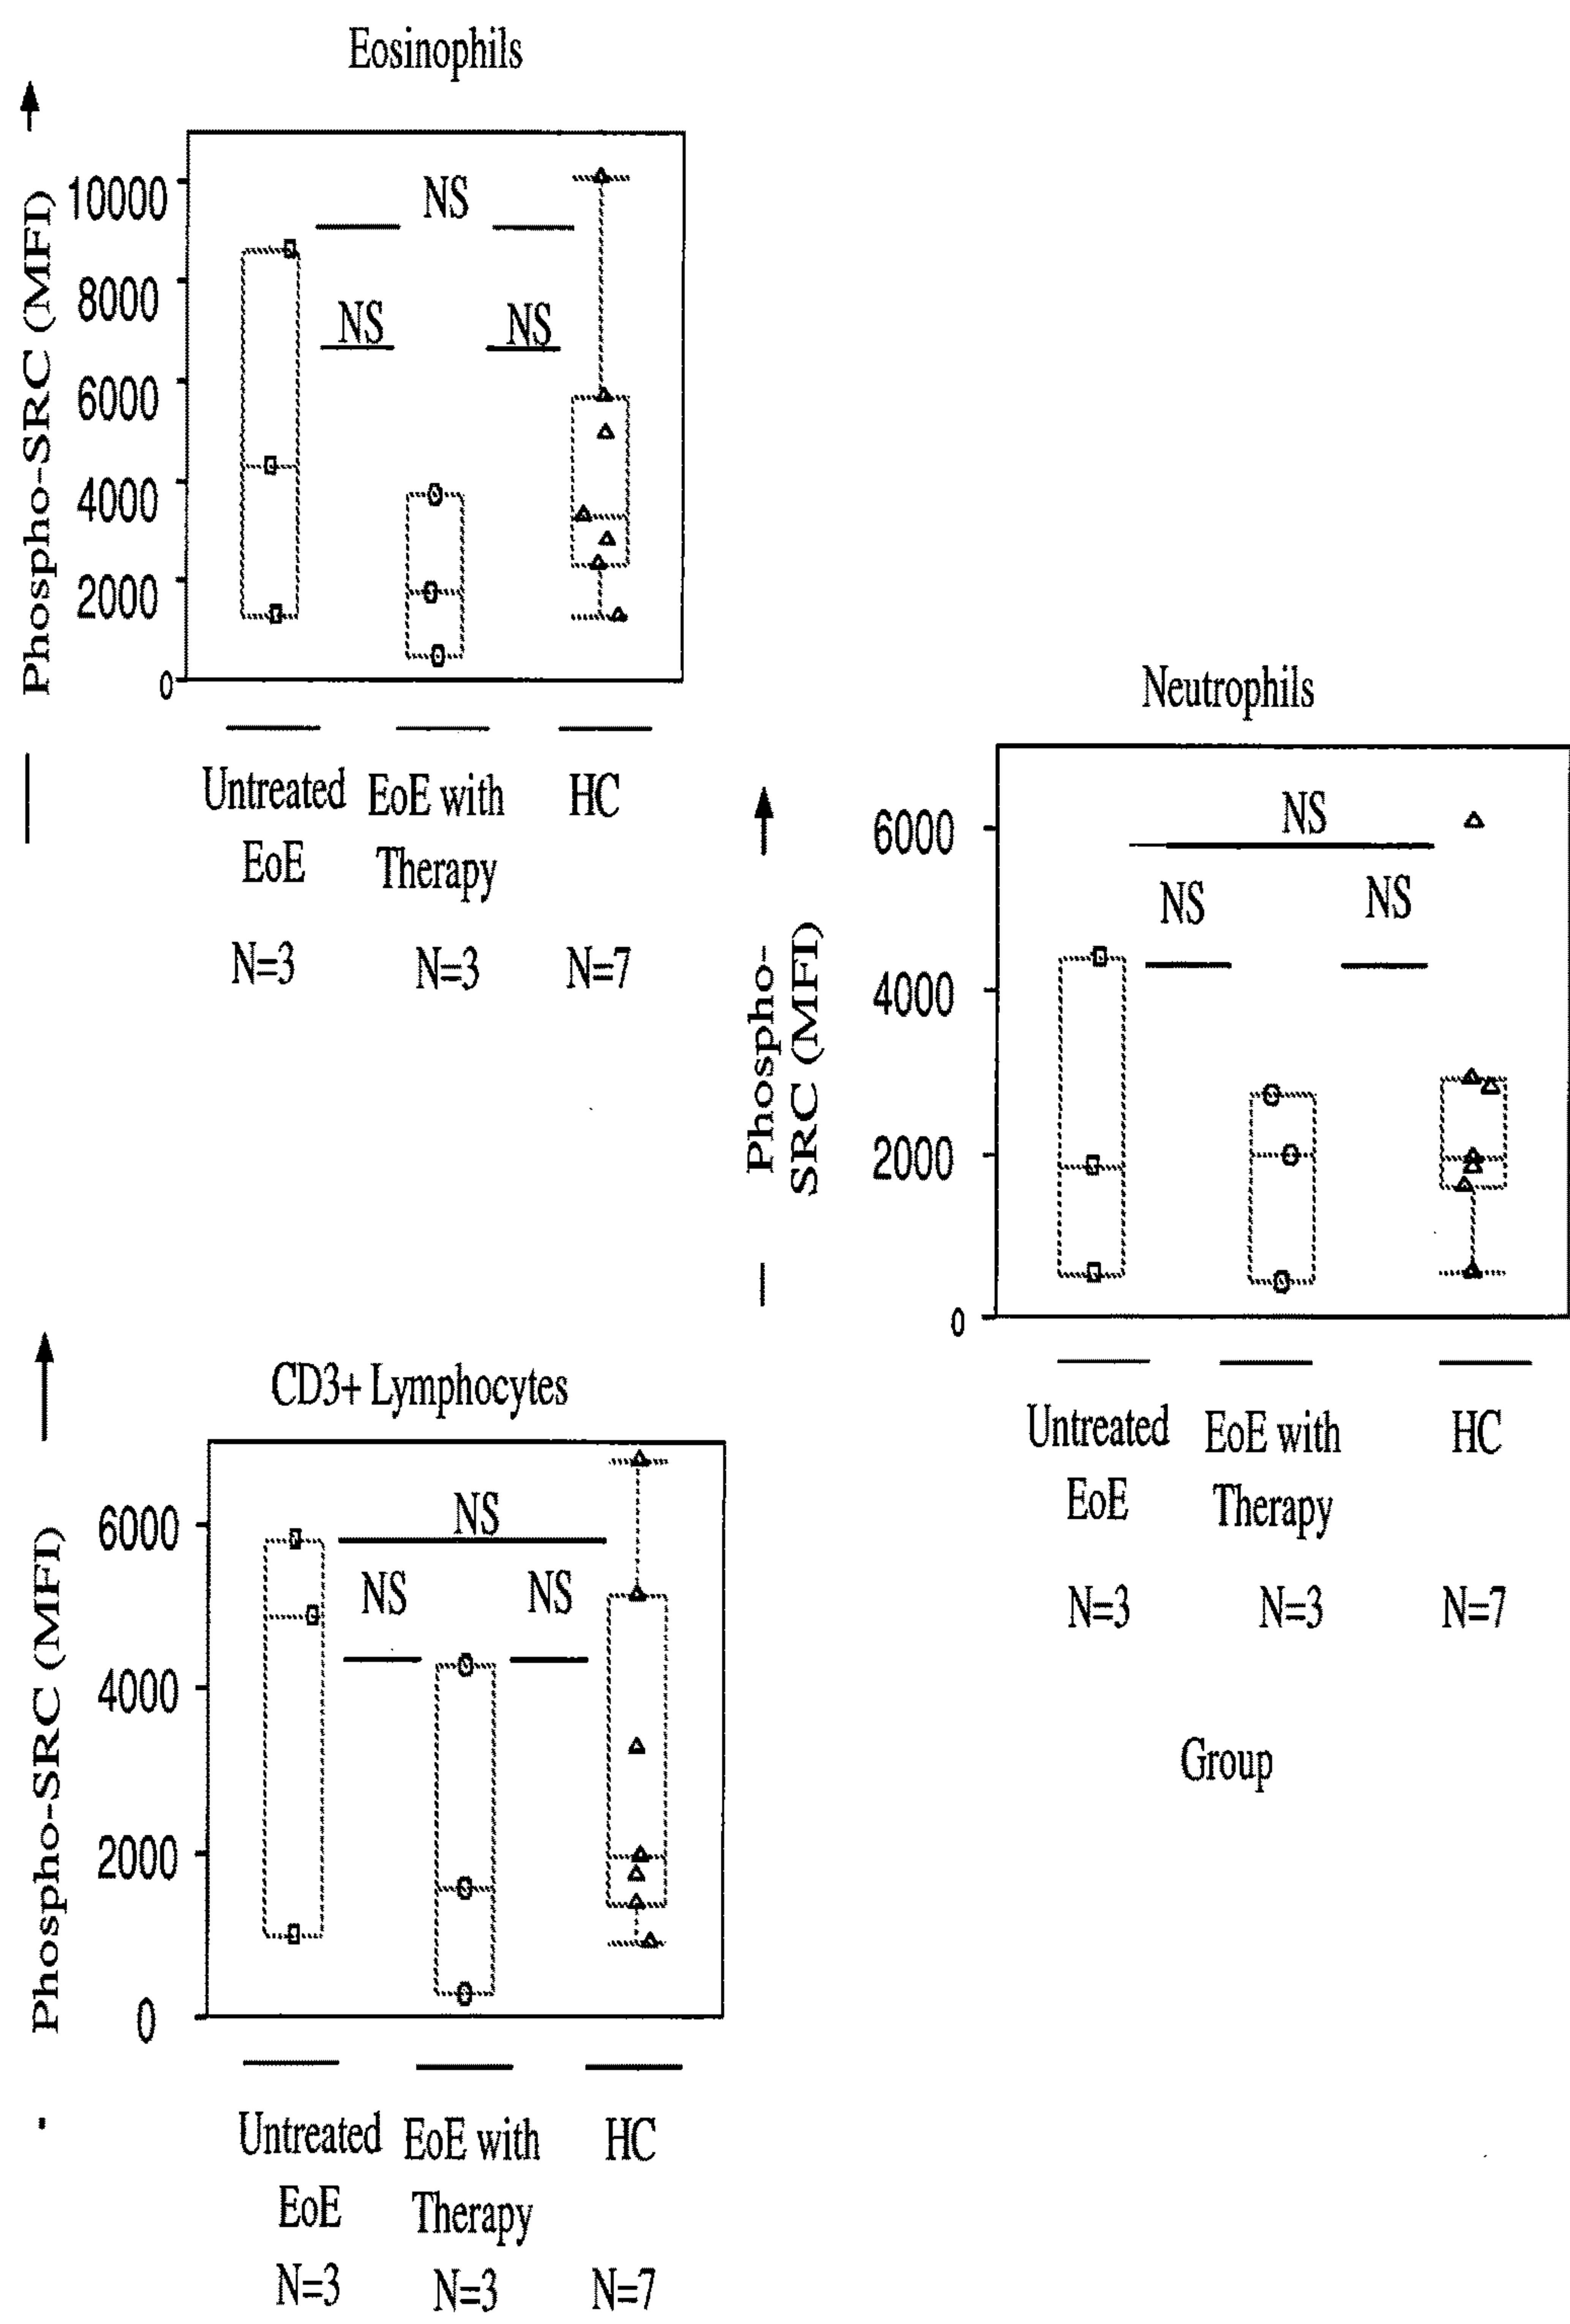 Eosinophils
Phospho-SRC (MFI)
10000
8000
6000
4000
2000
0
NS
NS NS
Untreated EoE with HC
EoE Therapy
N=3 N=3 N=7
Neutrophils
Phospho-
SRC (MFI)
6000
4000
2000
0
NS
NS NS
Untreated EoE with HC
EoE Therapy
N=3 N=3 N=7
Group
CD3+ Lymphocytes
Phospho-SRC (MFI)
6000
4000
2000
0
NS
NS NS
Untreated EoE with HC
EoE Therapy
N=3 N=3 N=7